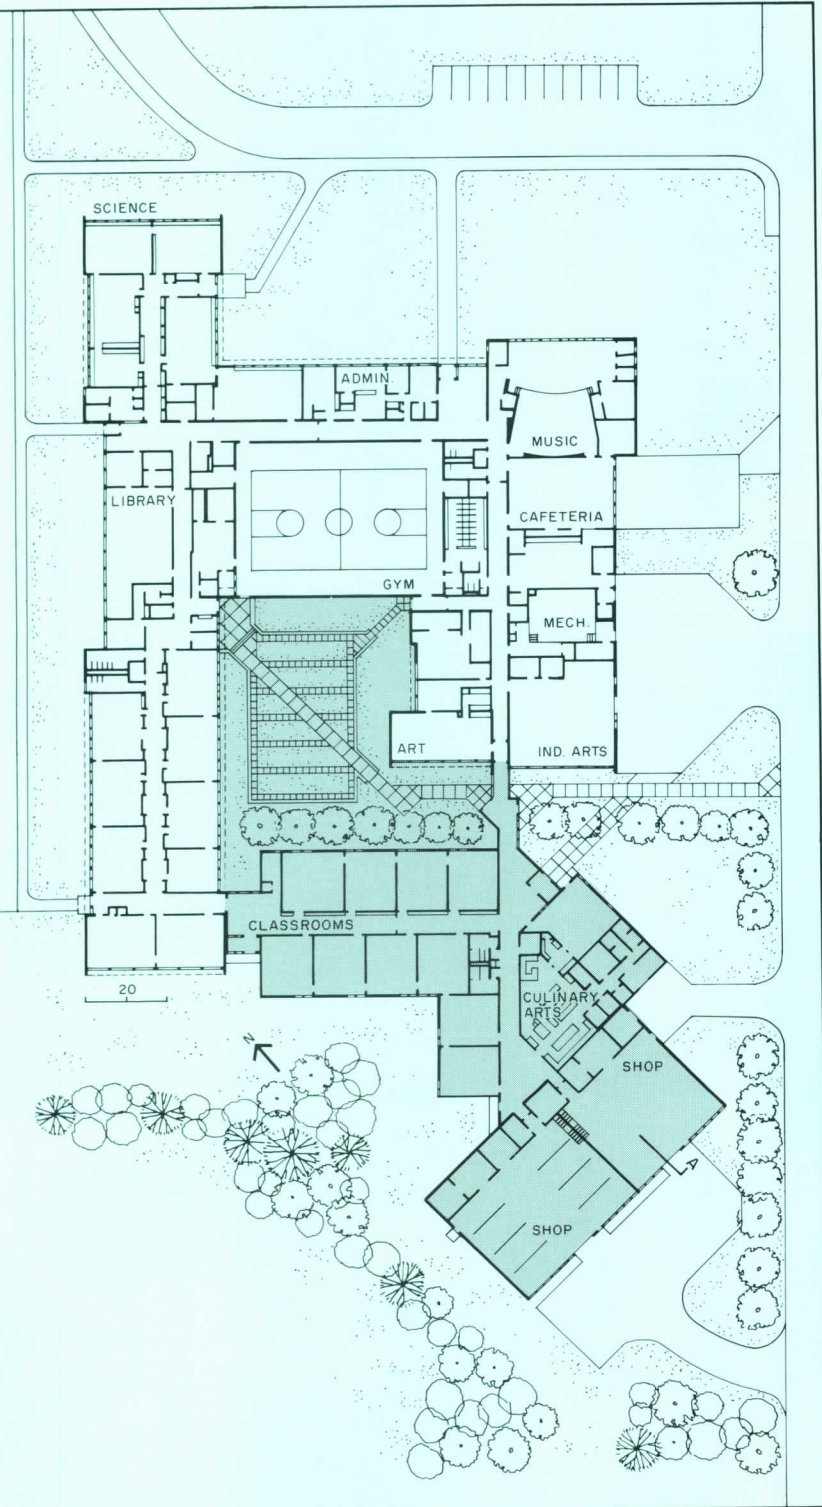 SCIENCE
ADMIN.
MUSIC
LIBRARY
CAFETERIA
GYM
MECH.
ART
IND. ARTS
CLASSROOMS
20
CULINARY
ARTS
N
SHOP
A
SHOP